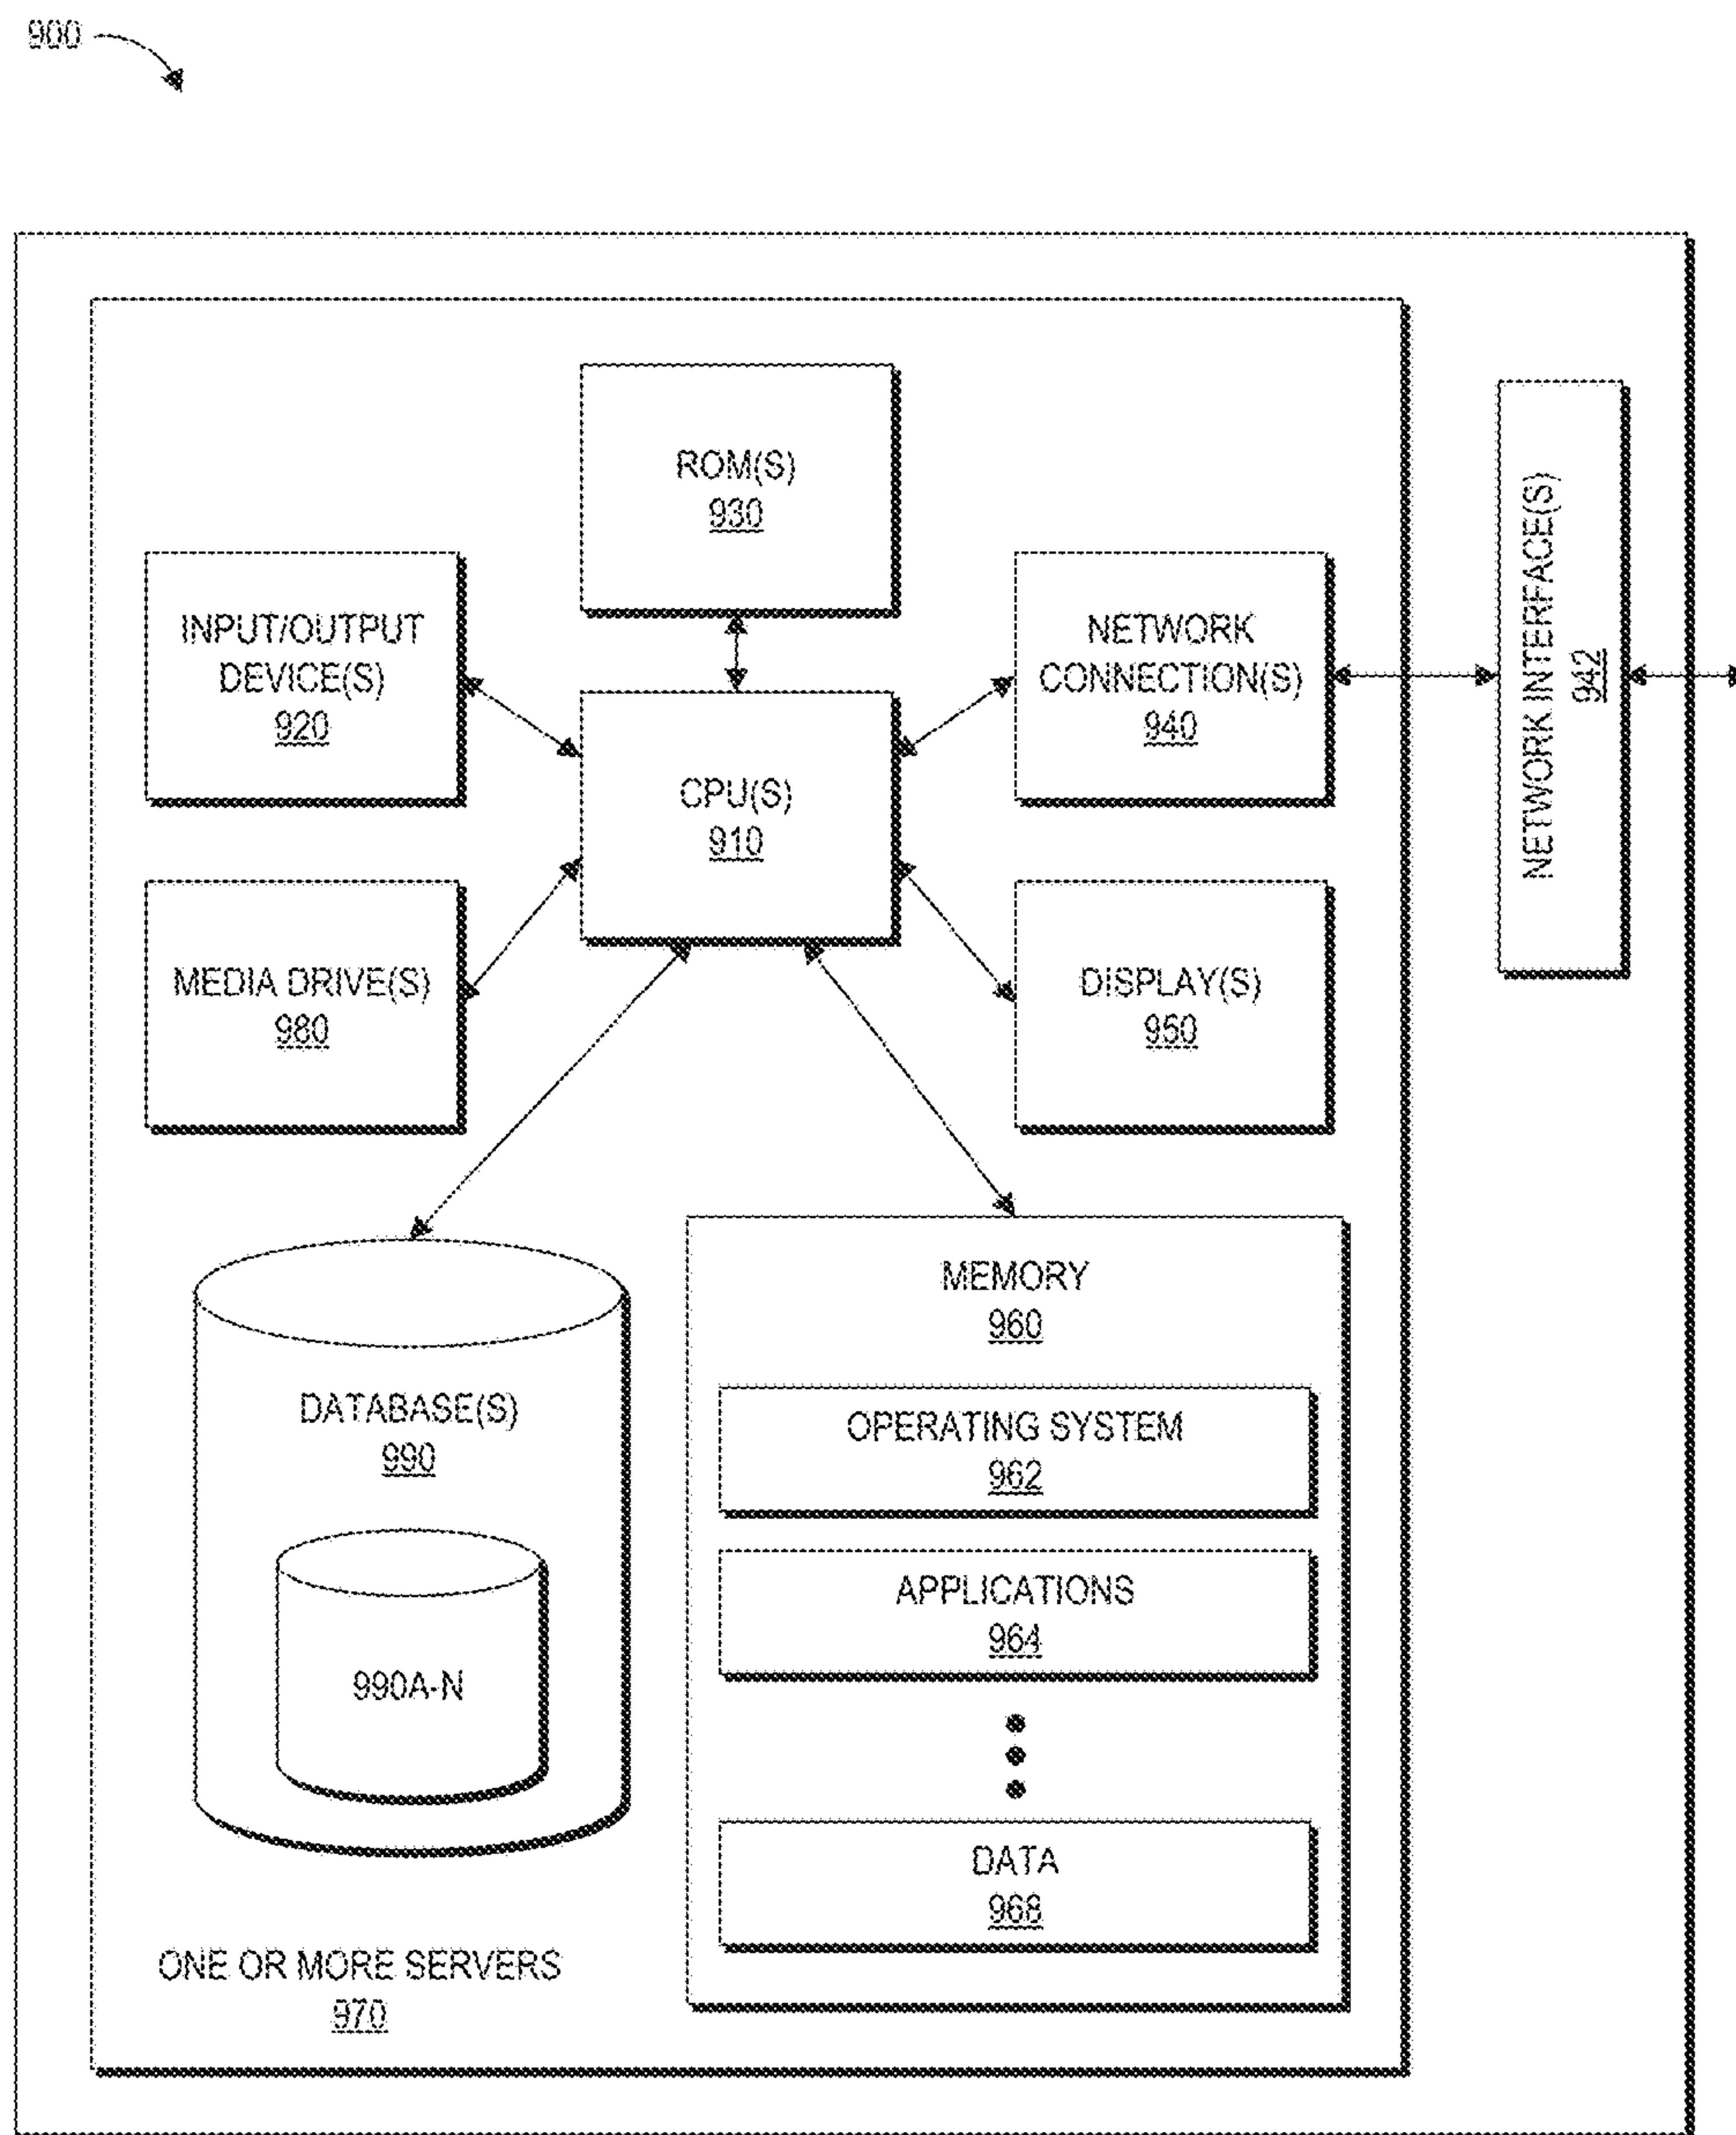 900
ROM(S)
930
INPUT/OUTPUT
DEVICE(S)
920
NETWORK
CONNECTION(S)
940
NETWORK INTERFACE(S)
942
CPU(S)
910
MEDIA DRIVE(S)
980
DISPLAY(S)
950
MEMORY
960
DATABASE(S)
990
OPERATING SYSTEM
962
APPLICATIONS
964
990A-N
DATA
968
ONE OR MORE SERVERS
970